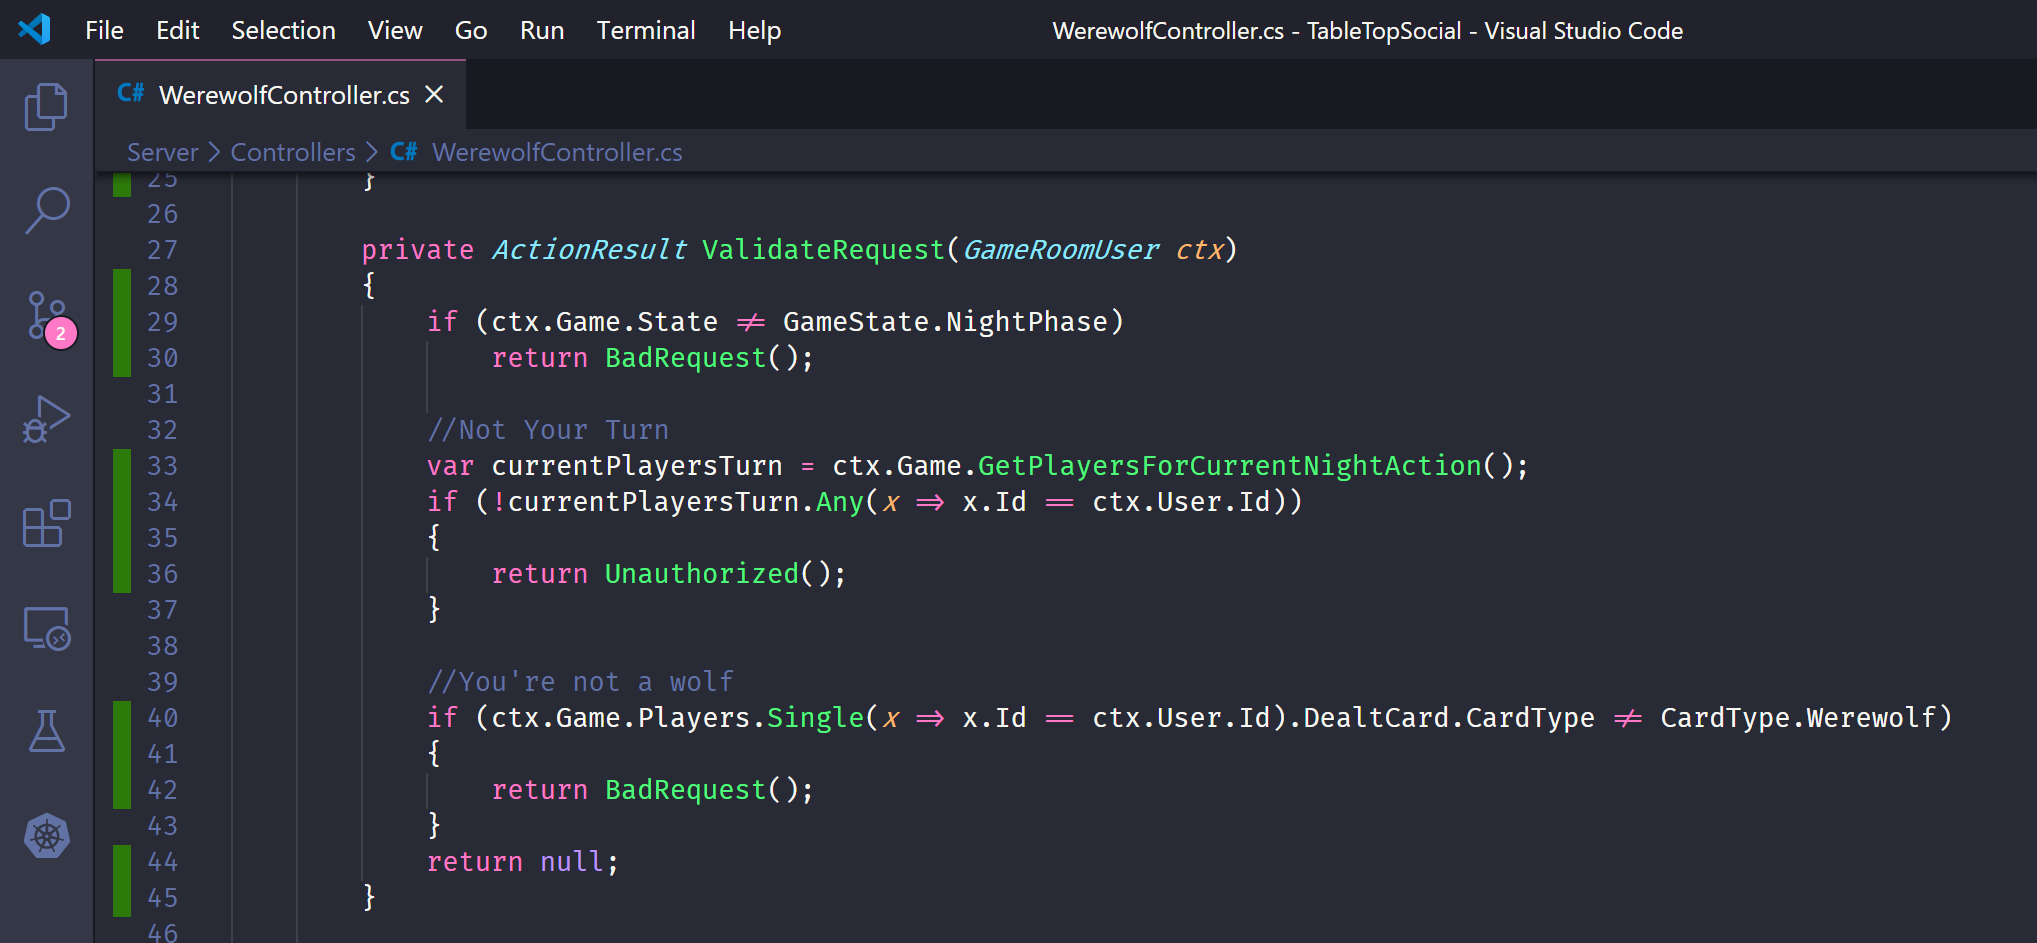 File Edit Selection View Go Run Terminal Help WerewolfController.cs - TableTopSocial - Visual Studio Code
C# WerewolfController.cs ×
Server > Controllers > C# WerewolfController.cs
25 }
26
27 private ActionResult ValidateRequest(GameRoomUser ctx)
28 {
29 if (ctx.Game.State != GameState.NightPhase)
30 return BadRequest();
31
32 //Not Your Turn
33 var currentPlayersTurn = ctx.Game.GetPlayersForCurrentNightAction();
34 if (!currentPlayersTurn.Any(x => x.Id == ctx.User.Id))
35 {
36 return Unauthorized();
37 }
38
39 //You're not a wolf
40 if (ctx.Game.Players.Single(x => x.Id == ctx.User.Id).DealtCard.CardType != CardType.Werewolf)
41 {
42 return BadRequest();
43 }
44 return null;
45 }
46
2